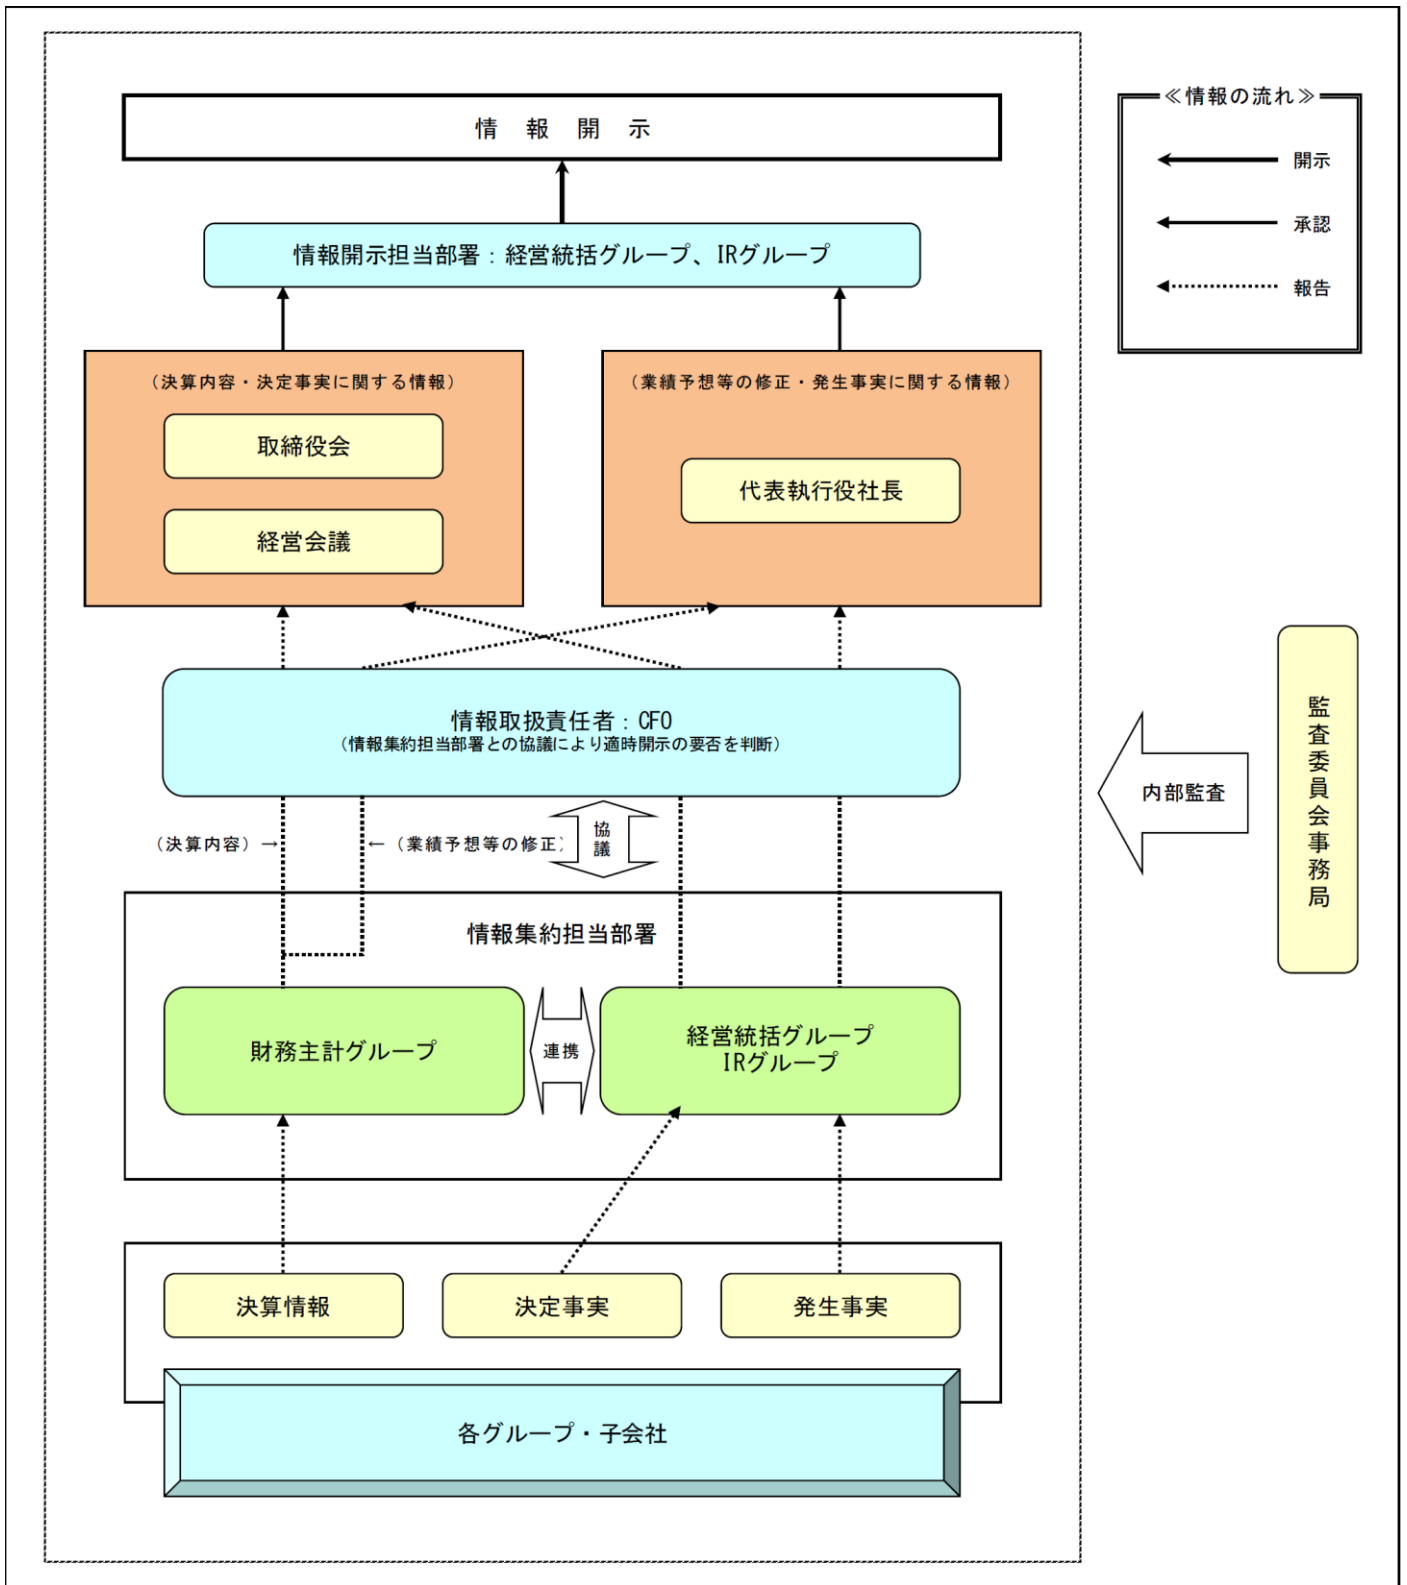 情報開示
≪情報の流れ≫
開示
承認
報告
情報開示担当部署：経営統括グループ、IRグループ
（決算内容・決定事実に関する情報）
取締役会
経営会議
（業績予想等の修正・発生事実に関する情報）
代表執行役社長
情報取扱責任者：CFO
（情報集約担当部署との協議により適時開示の要否を判断）
（決算内容）→
←（業績予想等の修正）
協議
内部監査
監査委員会事務局
情報集約担当部署
財務主計グループ
連携
経営統括グループ
IRグループ
決算情報
決定事実
発生事実
各グループ・子会社